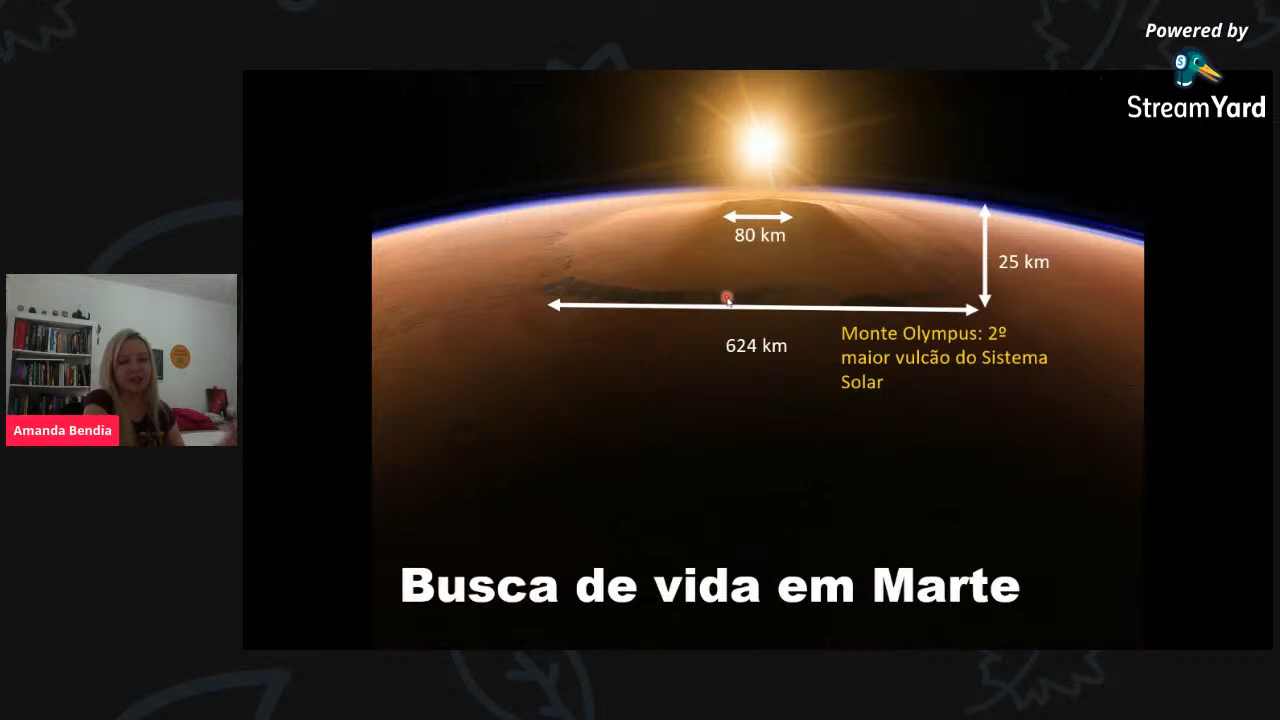 Powered by
StreamYard
80 km
25 km
624 km
Monte Olympus: 2º
maior vulcão do Sistema
Solar
Amanda Bendia
Busca de vida em Marte